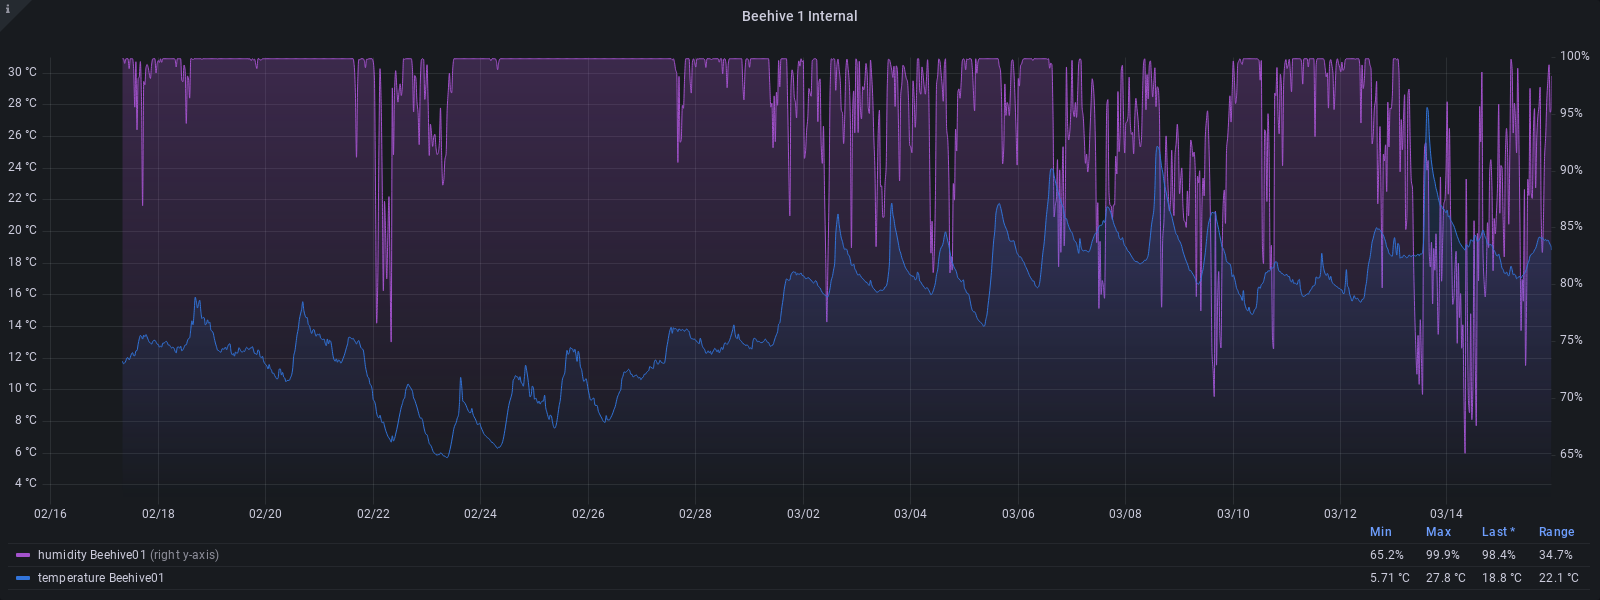 i
Beehive 1 Internal
30 °C
28 °C
26 °C
24 °C
22 °C
20 °C
18 °C
16 °C
14 °C
12 °C
10 °C
8 °C
6 °C
4 °C
100%
95%
90%
85%
80%
75%
70%
65%
02/16 02/18 02/20 02/22 02/24 02/26 02/28 03/02 03/04 03/06 03/08 03/10 03/12 03/14
Min Max Last * Range
humidity Beehive01 (right y-axis) 65.2% 99.9% 98.4% 34.7%
temperature Beehive01 5.71 °C 27.8 °C 18.8 °C 22.1 °C